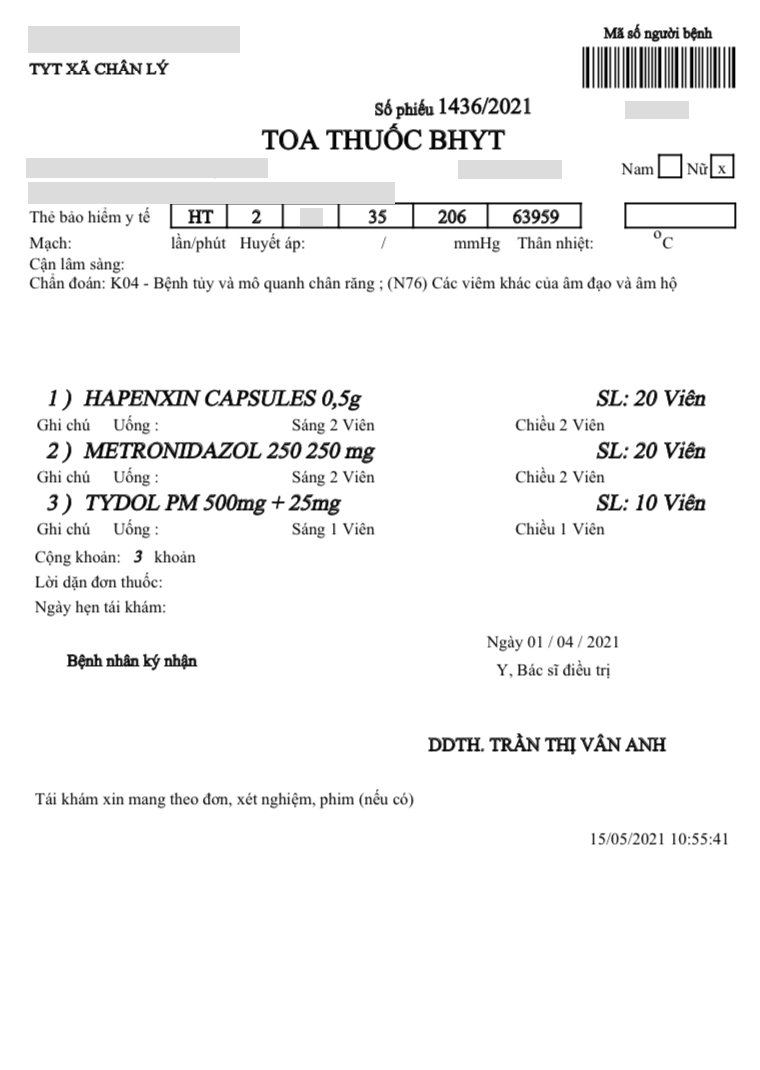 Mã số người bệnh
TYT XÃ CHÂN LÝ
Số phiếu 1436/2021
TOA THUỐC BHYT
Nam Nữ x
Thẻ bảo hiểm y tế HT 2 35 206 63959
Mạch: lần/phút Huyết áp: / mmHg Thân nhiệt: °C
Cận lâm sàng:
Chẩn đoán: K04 - Bệnh tủy và mô quanh chân răng ; (N76) Các viêm khác của âm đạo và âm hộ
1 ) HAPENXIN CAPSULES 0,5g SL: 20 Viên
Ghi chú Uống : Sáng 2 Viên Chiều 2 Viên
2 ) METRONIDAZOL 250 250 mg SL: 20 Viên
Ghi chú Uống : Sáng 2 Viên Chiều 2 Viên
3 ) TYDOL PM 500mg + 25mg SL: 10 Viên
Ghi chú Uống : Sáng 1 Viên Chiều 1 Viên
Cộng khoản: 3 khoản
Lời dặn đơn thuốc:
Ngày hẹn tái khám:
Ngày 01 / 04 / 2021
Bệnh nhân ký nhận
Y, Bác sĩ điều trị
DDTH. TRẦN THỊ VÂN ANH
Tái khám xin mang theo đơn, xét nghiệm, phim (nếu có)
15/05/2021 10:55:41